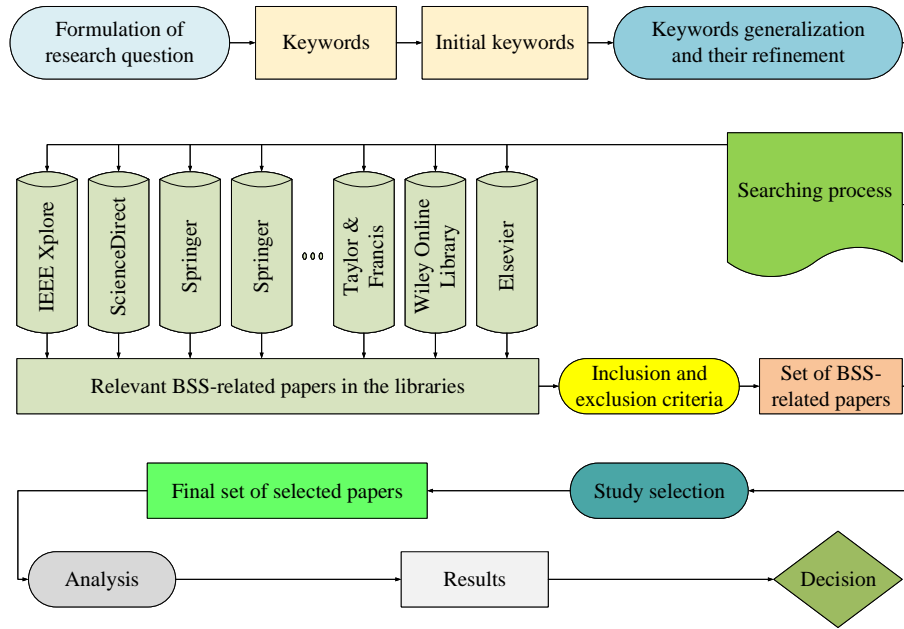 Formulation of
research question
Keywords
Initial keywords
Keywords generalization
and their refinement
Searching process
IEEE Xplore
ScienceDirect
Springer
Springer
Taylor &
Francis
Wiley Online
Library
Elsevier
Relevant BSS-related papers in the libraries
Inclusion and
exclusion criteria
Set of BSS-
related papers
Study selection
Final set of selected papers
Analysis
Results
Decision